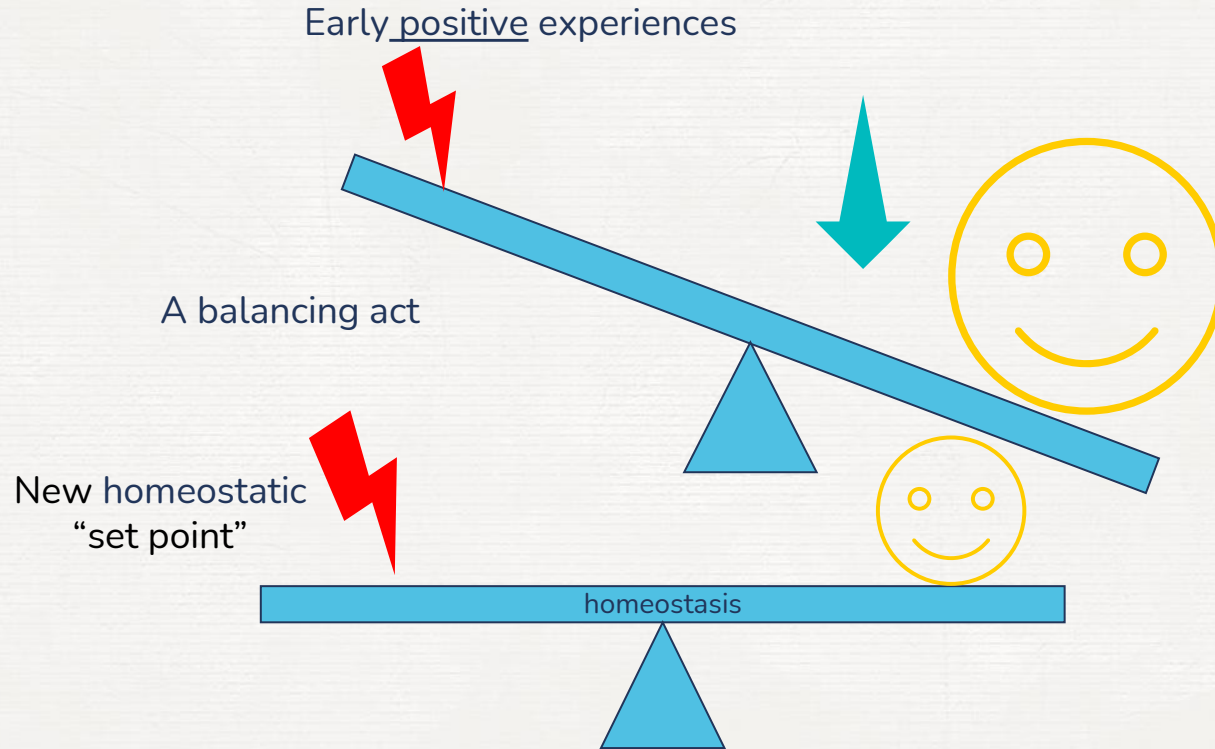 Early positive experiences
A balancing act
New homeostatic
“set point”
homeostasis